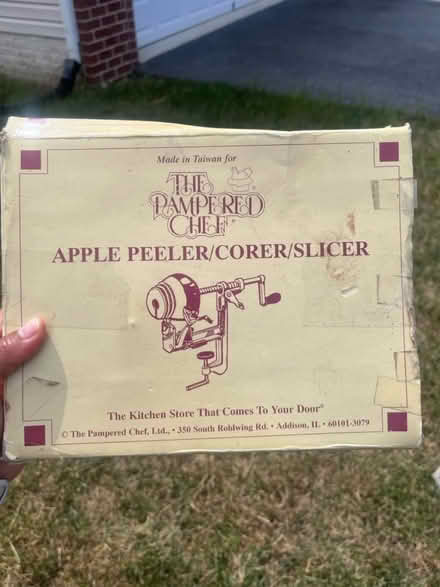 Made in Taiwan for
THE
PAMPERED
CHEF®
APPLE PEELER/CORER/SLICER
The Kitchen Store That Comes To Your Door®
© The Pampered Chef, Ltd., • 350 South Rohlwing Rd. • Addison, IL • 60101-3079